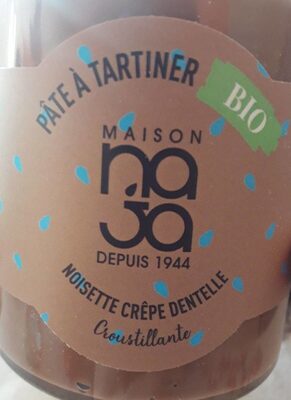 PÂTE À TARTINER
BIO
MAISON
naja
DEPUIS 1944
NOISETTE CRÊPE DENTELLE
Croustillante